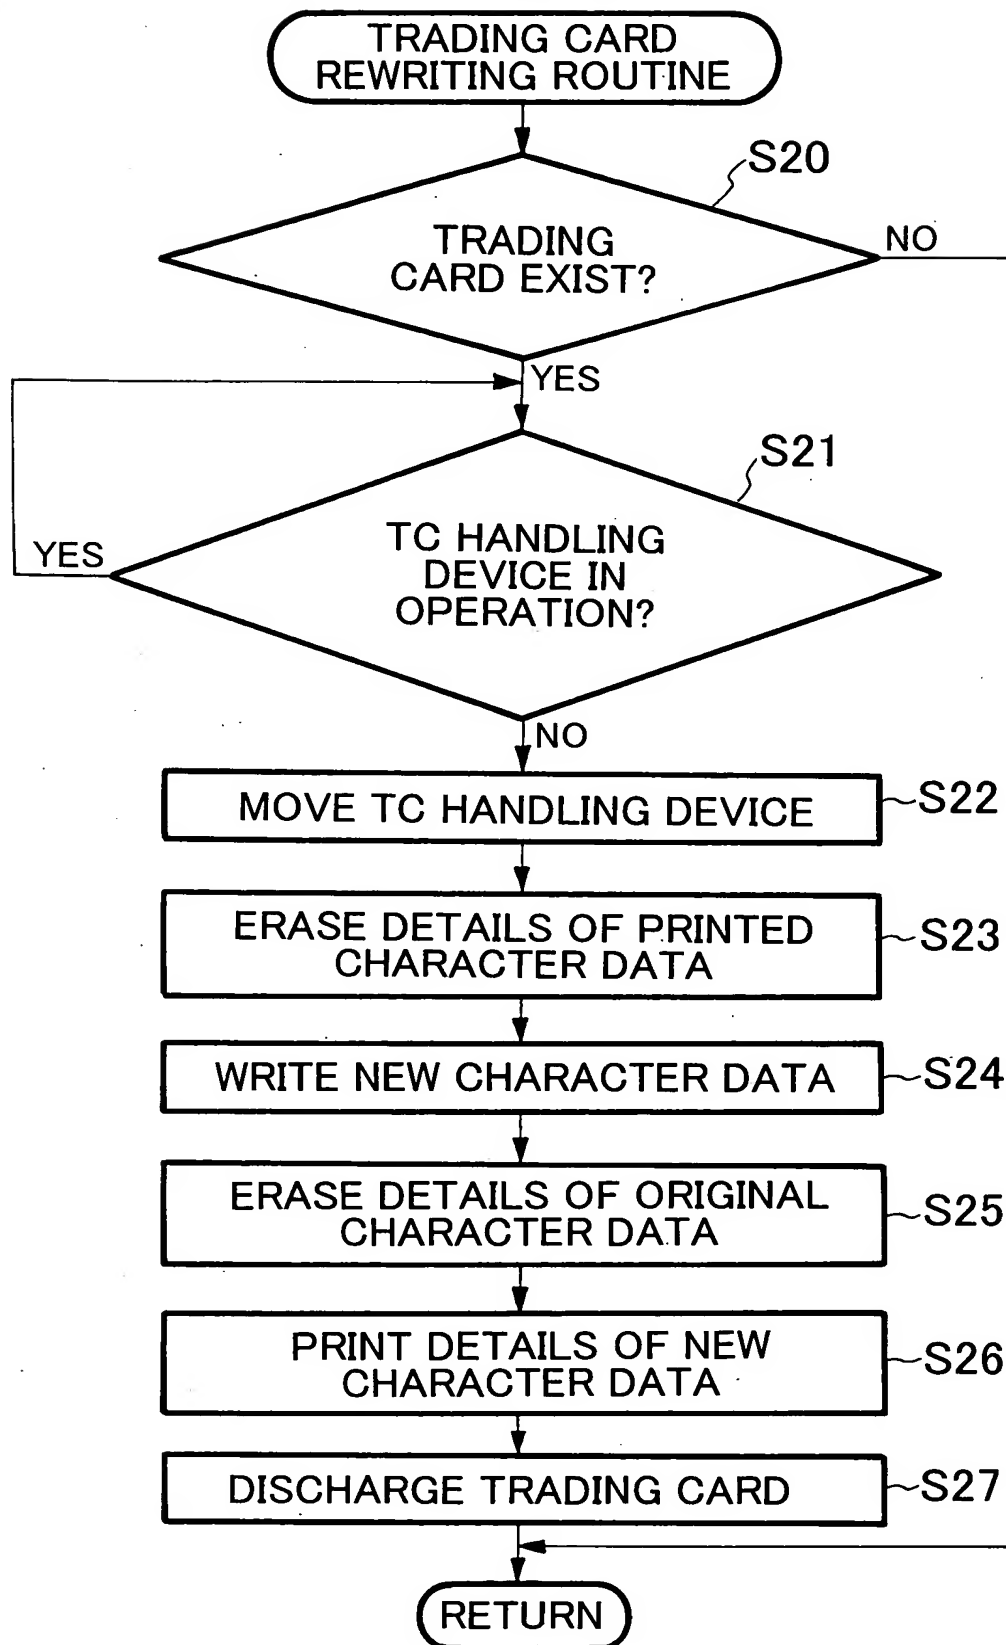 TRADING CARD
REWRITING ROUTINE
S20
TRADING
CARD EXIST?
NO
YES
S21
TC HANDLING
DEVICE IN
OPERATION?
YES
NO
MOVE TC HANDLING DEVICE
S22
ERASE DETAILS OF PRINTED
CHARACTER DATA
S23
WRITE NEW CHARACTER DATA
S24
ERASE DETAILS OF ORIGINAL
CHARACTER DATA
S25
PRINT DETAILS OF NEW
CHARACTER DATA
S26
DISCHARGE TRADING CARD
S27
RETURN